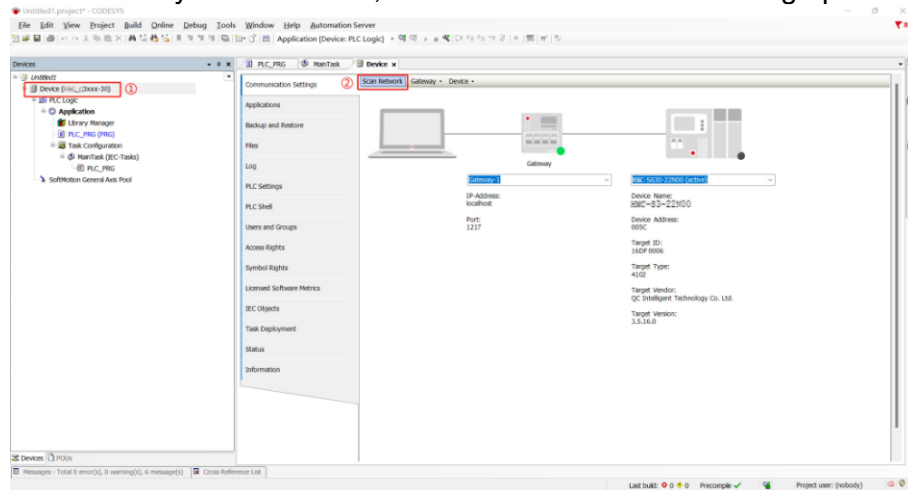 Untitled1.project* - CODESYS
File Edit View Project Build Online Debug Tools Window Help Automation Server
Application [Device: PLC Logic]
Devices
PLC_PRG
MainTask
Device
Untitled1
Device
①
Communication Settings
②
Scan Network Gateway Device
PLC Logic
Applications
Application
Library Manager
Backup and Restore
PLC_PRG (PRG)
Task Configuration
Files
MainTask (IEC-Tasks)
PLC_PRG
Log
Gateway
SoftMotion General Axis Pool
PLC Settings
Gateway-1
(active)
IP-Address:
localhost
Device Name:
HMC-S3-22N00
PLC Shell
Port:
1217
Device Address:
005C
Users and Groups
Target ID:
16DF 0006
Access Rights
Symbol Rights
Target Type:
4102
Licensed Software Metrics
Target Vendor:
QC Intelligent Technology Co. Ltd.
IEC Objects
Target Version:
3.5.16.0
Task Deployment
Status
Information
Devices POUs
Messages - Total 0 error(s), 0 warning(s), 6 message(s) Cross Reference List
Last build: 0 0 Precompile Project user: (nobody)